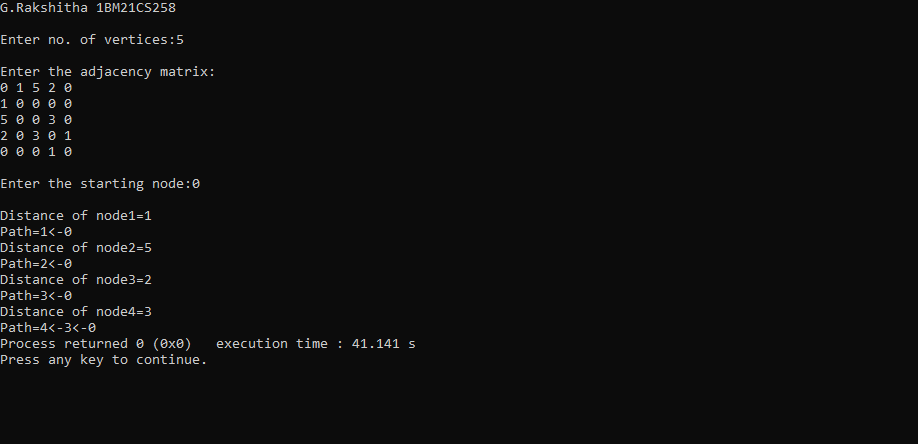 G.Rakshitha 1BM21CS258
Enter no. of vertices:5
Enter the adjacency matrix:
0 1 5 2 0
1 0 0 0 0
5 0 0 3 0
2 0 3 0 1
0 0 0 1 0
Enter the starting node:0
Distance of node1=1
Path=1<-0
Distance of node2=5
Path=2<-0
Distance of node3=2
Path=3<-0
Distance of node4=3
Path=4<-3<-0
Process returned 0 (0x0)   execution time : 41.141 s
Press any key to continue.